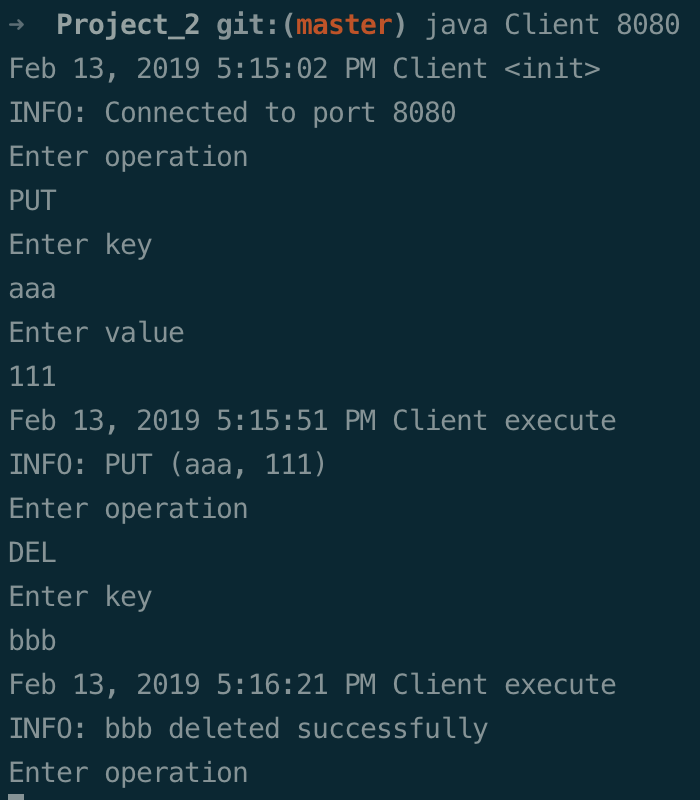 ➜  Project_2 git:(master) java Client 8080
Feb 13, 2019 5:15:02 PM Client <init>
INFO: Connected to port 8080
Enter operation
PUT
Enter key
aaa
Enter value
111
Feb 13, 2019 5:15:51 PM Client execute
INFO: PUT (aaa, 111)
Enter operation
DEL
Enter key
bbb
Feb 13, 2019 5:16:21 PM Client execute
INFO: bbb deleted successfully
Enter operation